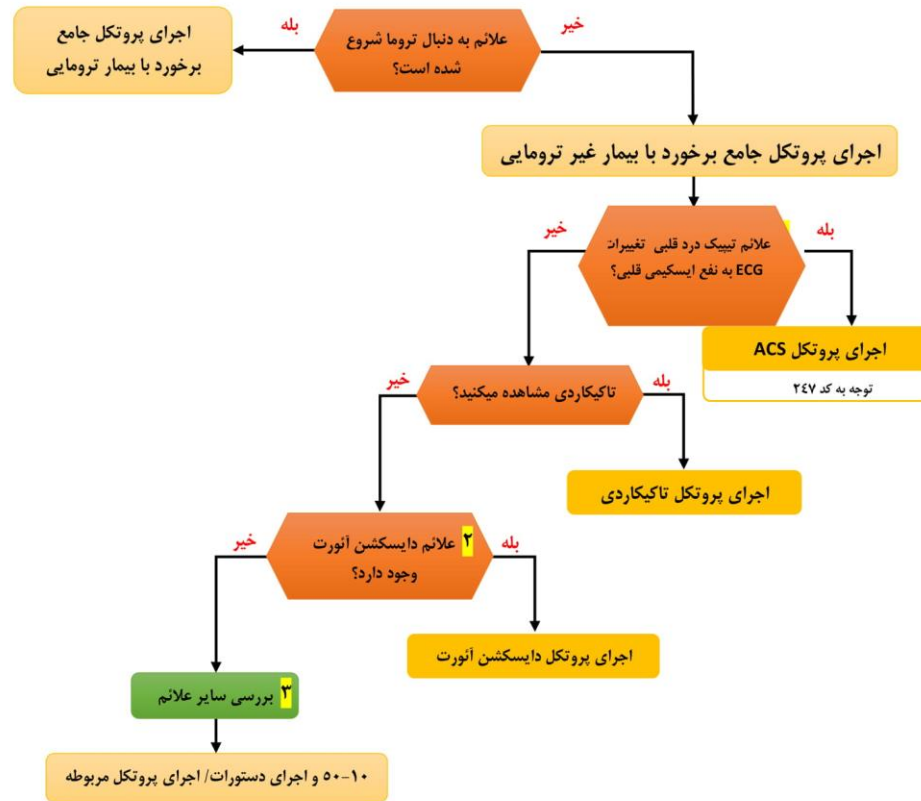 علائم به دنبال تروما شروع
شده است؟
بله
خیر
اجرای پروتکل جامع
برخورد با بیمار ترومایی
اجرای پروتکل جامع برخورد با بیمار غیر ترومایی
علائم تیپیک درد قلبی تغییرات
ECG به نفع ایسکیمی قلبی؟
بله
خیر
اجرای پروتکل ACS
توجه به کد ۲٤۷
تاکیکاردی مشاهده میکنید؟
بله
خیر
اجرای پروتکل تاکیکاردی
۲ علائم دایسکشن آئورت
وجود دارد؟
بله
خیر
اجرای پروتکل دایسکشن آئورت
۳ بررسی سایر علائم
۱۰-۵۰ و اجرای دستورات/ اجرای پروتکل مربوطه